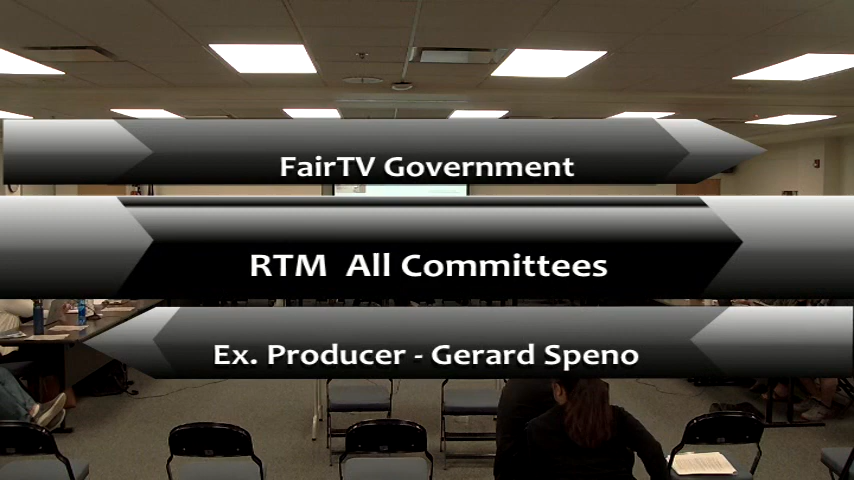 FairTV Government
RTM All Committees
Ex. Producer - Gerard Speno